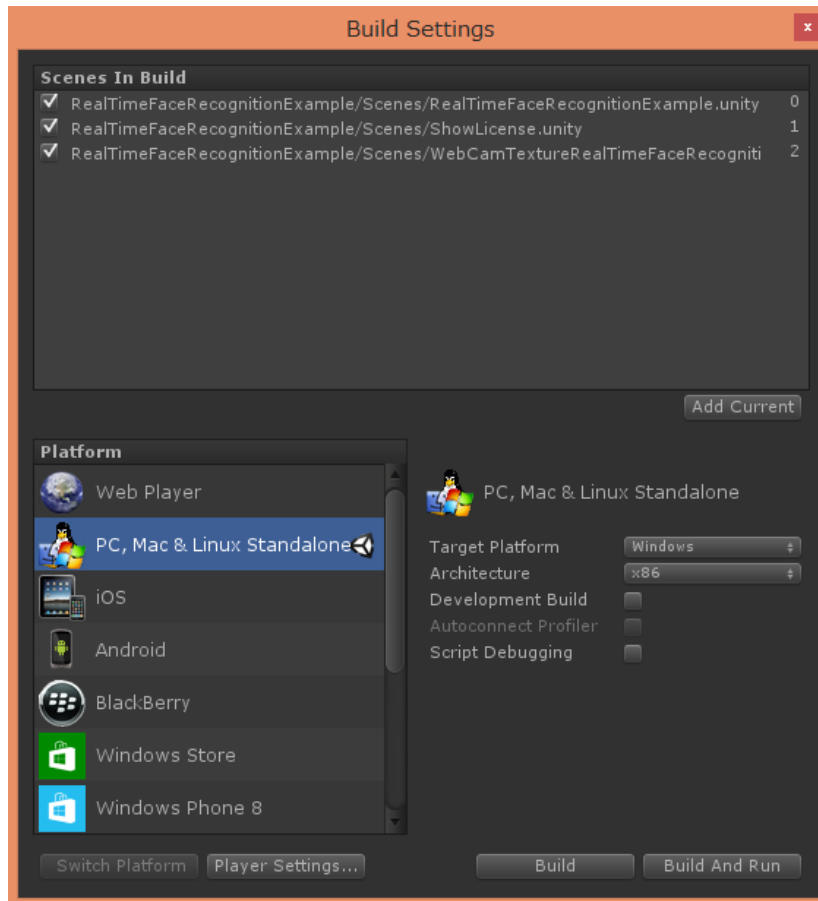 Build Settings
x
Scenes In Build
RealTimeFaceRecognitionExample/Scenes/RealTimeFaceRecognitionExample.unity 0
RealTimeFaceRecognitionExample/Scenes/ShowLicense.unity 1
RealTimeFaceRecognitionExample/Scenes/WebCamTextureRealTimeFaceRecogniti 2
Add Current
Platform
Web Player
PC, Mac & Linux Standalone
iOS
Android
BlackBerry
Windows Store
Windows Phone 8
PC, Mac & Linux Standalone
Target Platform Windows
Architecture x86
Development Build
Autoconnect Profiler
Script Debugging
Switch Platform Player Settings... Build Build And Run